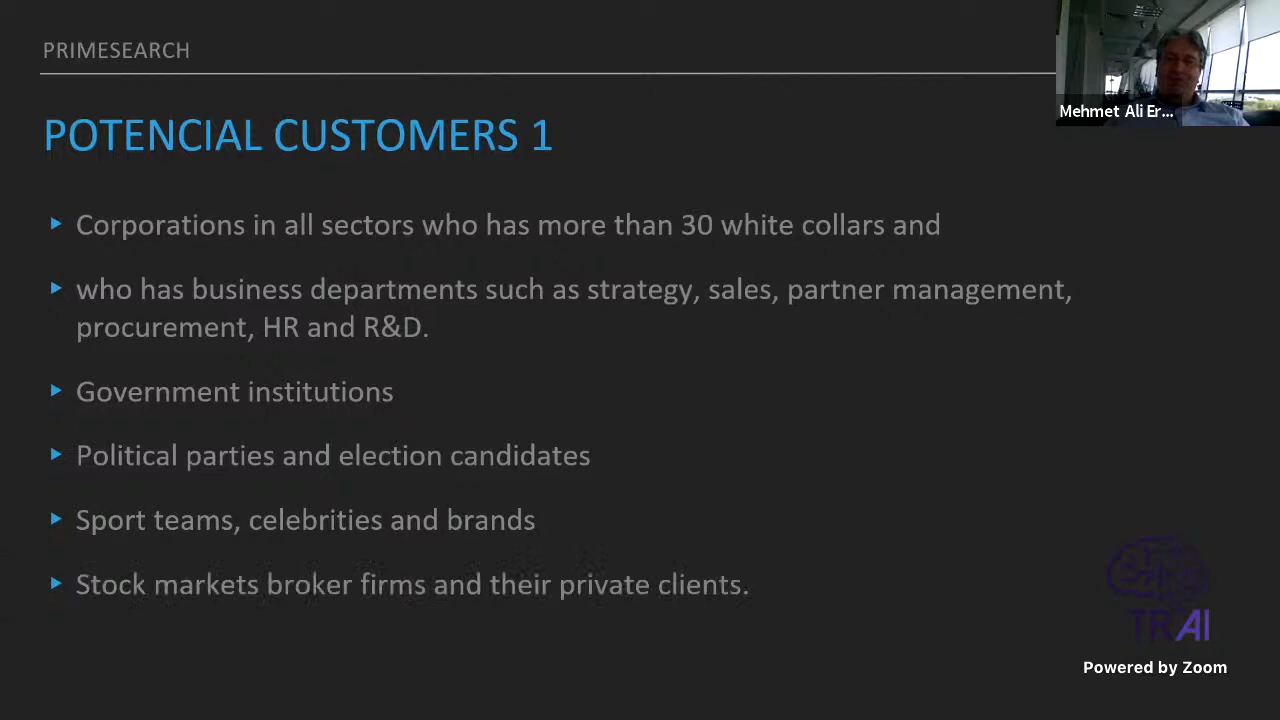 PRIMESEARCH
Mehmet Ali Er...
POTENCIAL CUSTOMERS 1
Corporations in all sectors who has more than 30 white collars and
who has business departments such as strategy, sales, partner management,
procurement, HR and R&D.
Government institutions
Political parties and election candidates
Sport teams, celebrities and brands
Stock markets broker firms and their private clients.
TRAI
Powered by Zoom